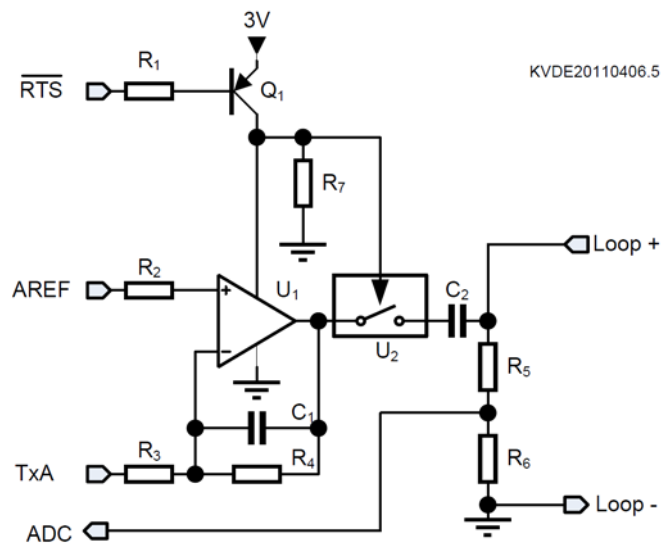 3V
R1
RTS
Q1
KVDE20110406.5
R7
Loop +
R2
AREF
+
U1
C2
U2
−
R5
C1
R3
R4
TxA
R6
Loop -
ADC